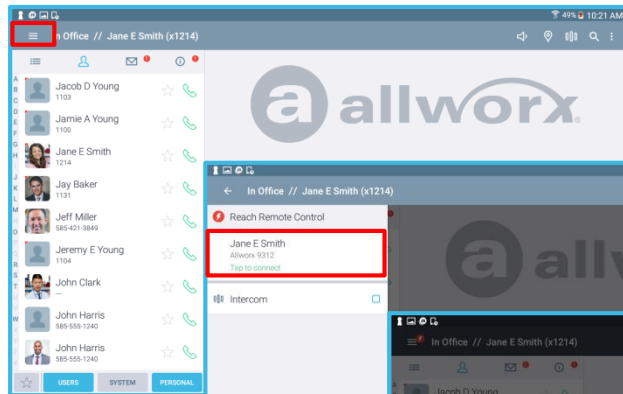 49% 10:21 AM
In Office // Jane E Smith (x1214)
allworx
A
B
C
D
E
F
G
H
J
K
L
M
O
R
S
T
W
Jacob D Young
1103
Jamie A Young
1100
Jane E Smith
1214
Jay Baker
1131
Jeff Miller
585-421-3849
Jeremy E Young
1104
John Clark
---
John Harris
585-555-1240
John Harris
585-555-1240
USERS SYSTEM PERSONAL
In Office // Jane E Smith (x1214)
Reach Remote Control
Jane E Smith
Allworx 9312
Tap to connect
Intercom
all
In Office // Jane E Smith (x1214)
Jacob D Young